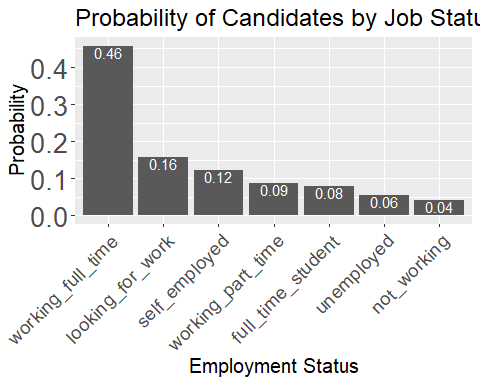 Probability of Candidates by Job Statu
Probability
0.4
0.3
0.2
0.1
0.0
0.46
0.16
0.12
0.09
0.08
0.06
0.04
working_full_time
looking_for_work
self_employed
working_part_time
full_time_student
unemployed
not_working
Employment Status